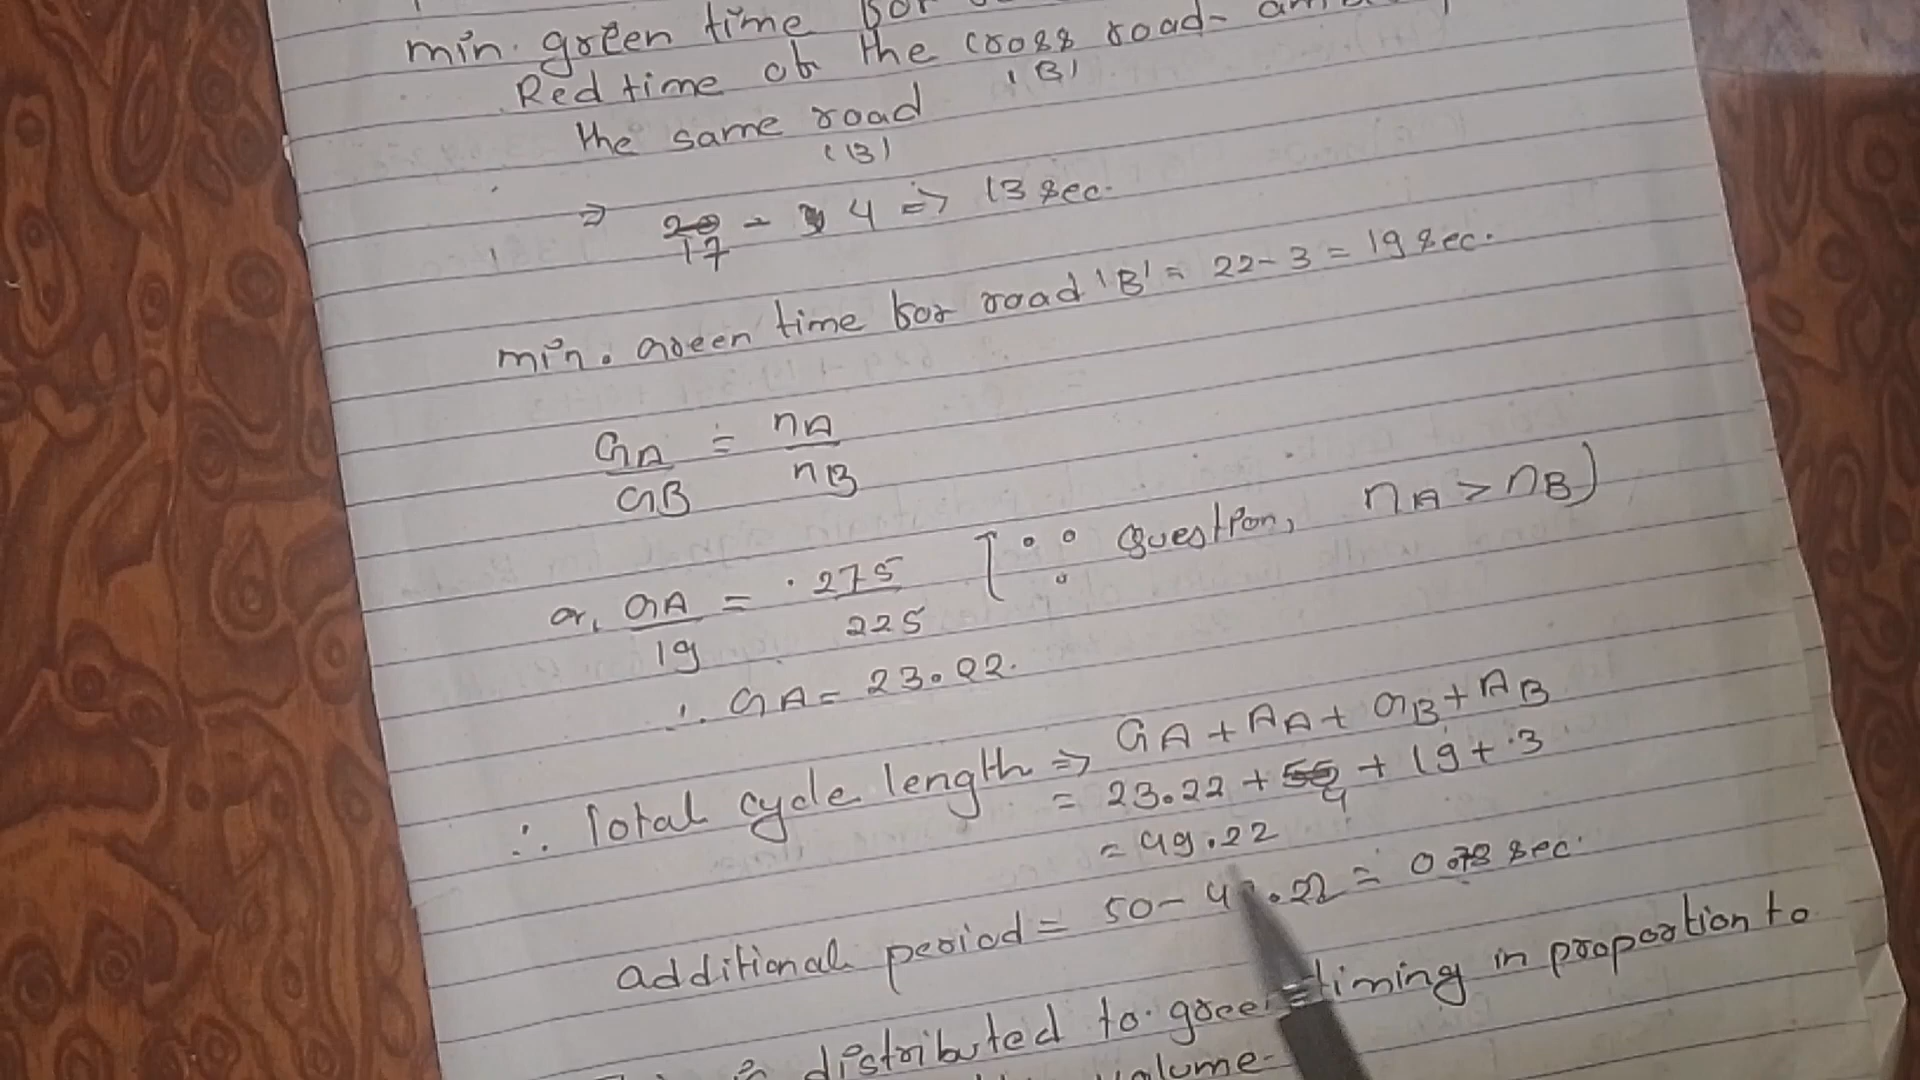 min. green time for
Red time of the cross road-
'B'
the same road
(B)
⇒ 17 - 4 => 13 sec.
min. Green time for road 'B' = 22-3 = 19 sec.
GA/GB = nA/nB
or, GA/19 = 275/225 [∵ question, nA > nB)
∴ GA = 23.22.
∴ Total cycle length => GA + AA + GB + AB
= 23.22 + 4 + 19 + 3
= 49.22
additional period = 50- .22 = 0.78 sec.
distributed to timing in proportion to
volume-